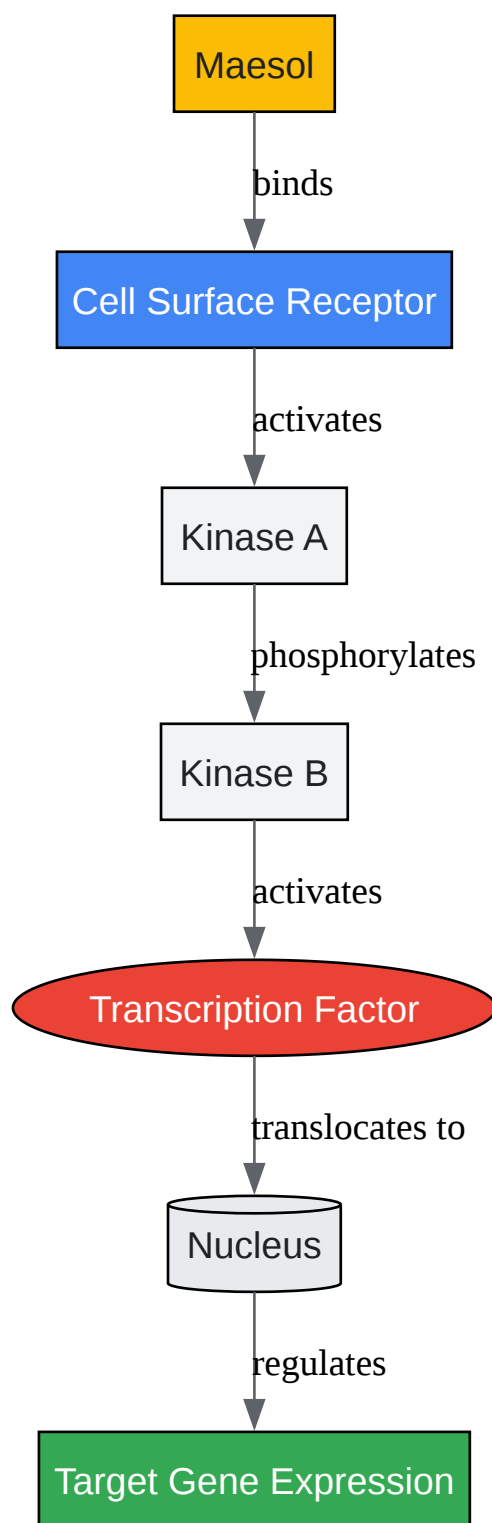 Maesol
binds
Cell Surface Receptor
activates
Kinase A
phosphorylates
Kinase B
activates
Transcription Factor
translocates to
Nucleus
regulates
Target Gene Expression